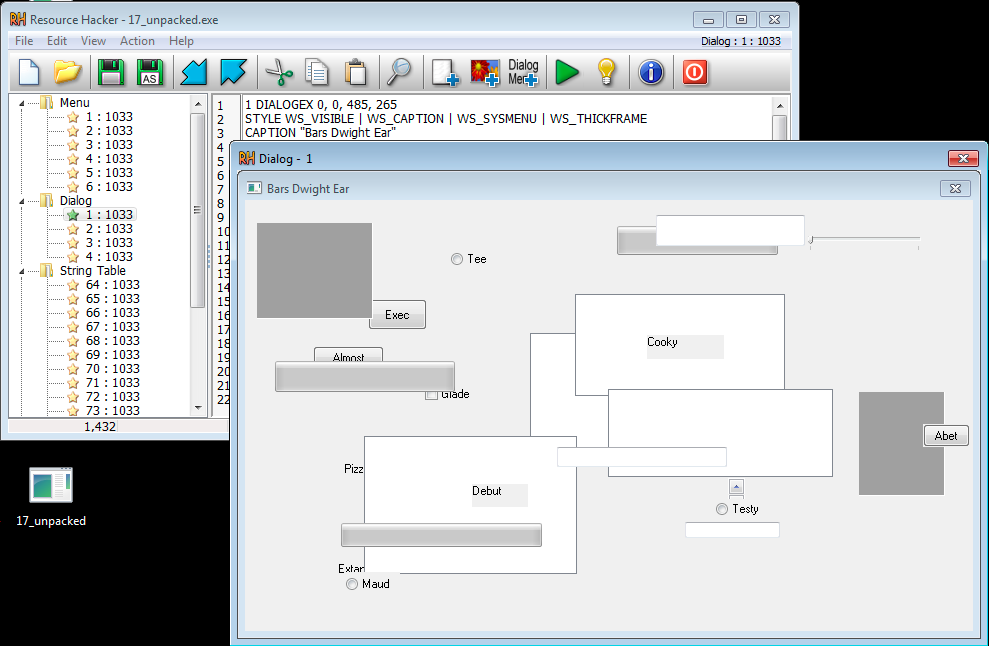 Resource Hacker - 17_unpacked.exe
File Edit View Action Help
Dialog : 1 : 1033
AS
Dialog
Menu
Menu
1 : 1033
2 : 1033
3 : 1033
4 : 1033
5 : 1033
6 : 1033
Dialog
1 : 1033
2 : 1033
3 : 1033
4 : 1033
String Table
64 : 1033
65 : 1033
66 : 1033
67 : 1033
68 : 1033
69 : 1033
70 : 1033
71 : 1033
72 : 1033
73 : 1033
1,432
1 1 DIALOGEX 0, 0, 485, 265
2 STYLE WS_VISIBLE | WS_CAPTION | WS_SYSMENU | WS_THICKFRAME
3 CAPTION "Bars Dwight Ear"
4
5
6
7
8
9
10
11
12
13
14
15
16
17
18
19
20
21
22
Dialog - 1
Bars Dwight Ear
Tee
Exec
Cooky
Almost
Glade
Abet
Pizz
Debut
Testy
Extar
Maud
17_unpacked